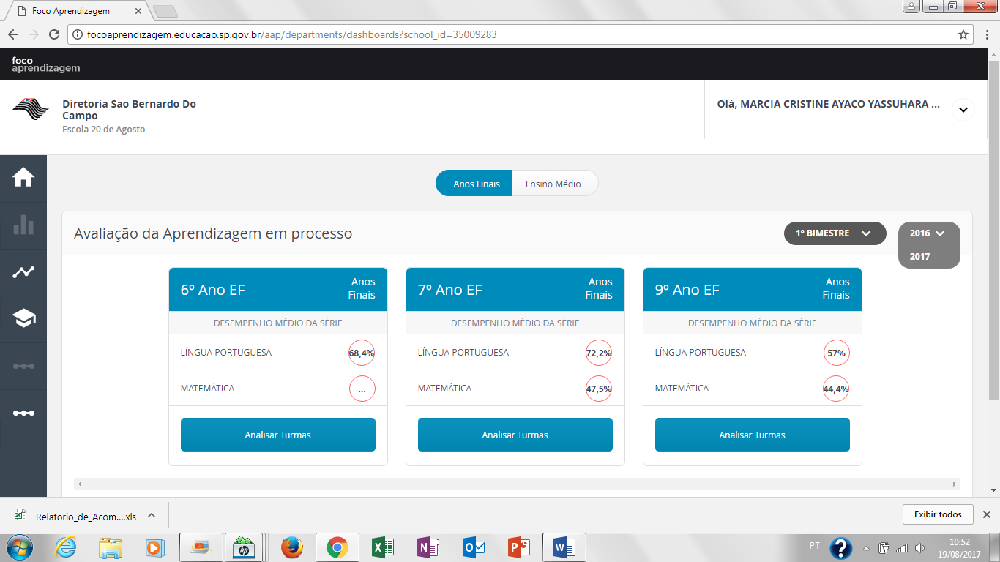 Foco Aprendizagem
focoaprendizagem.educacao.sp.gov.br/aap/departments/dashboards?school_id=35009283
foco
aprendizagem
Diretoria Sao Bernardo Do
Campo
Escola 20 de Agosto
Olá, MARCIA CRISTINE AYACO YASSUHARA ...
Anos Finais
Ensino Médio
Avaliação da Aprendizagem em processo
1º BIMESTRE
2016
2017
6º Ano EF
Anos
Finais
DESEMPENHO MÉDIO DA SÉRIE
LÍNGUA PORTUGUESA
68,4%
MATEMÁTICA
...
Analisar Turmas
7º Ano EF
Anos
Finais
DESEMPENHO MÉDIO DA SÉRIE
LÍNGUA PORTUGUESA
72,2%
MATEMÁTICA
47,5%
Analisar Turmas
9º Ano EF
Anos
Finais
DESEMPENHO MÉDIO DA SÉRIE
LÍNGUA PORTUGUESA
57%
MATEMÁTICA
44,4%
Analisar Turmas
Relatorio_de_Acom....xls
Exibir todos
PT
10:52
19/08/2017